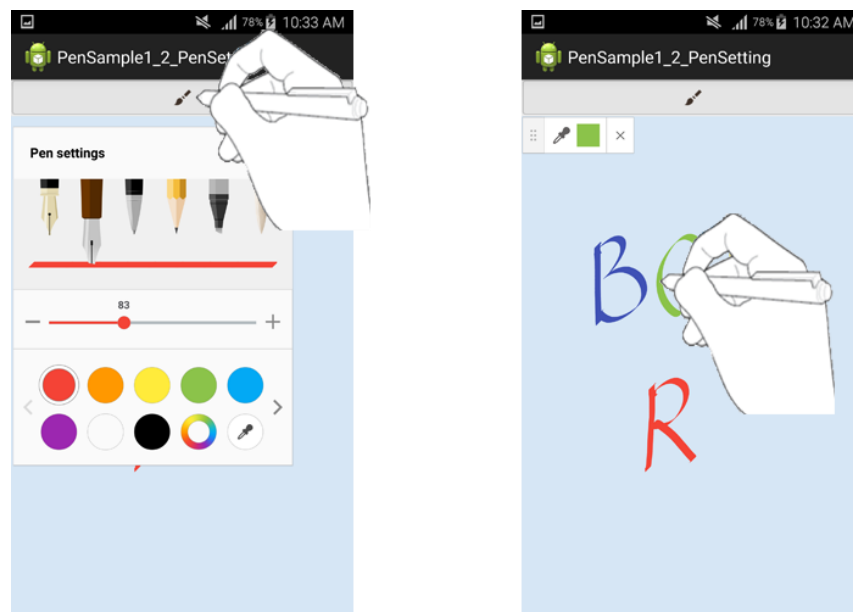 78% 10:33 AM
PenSample1_2_PenSet
Pen settings
83
78% 10:32 AM
PenSample1_2_PenSetting
B
R